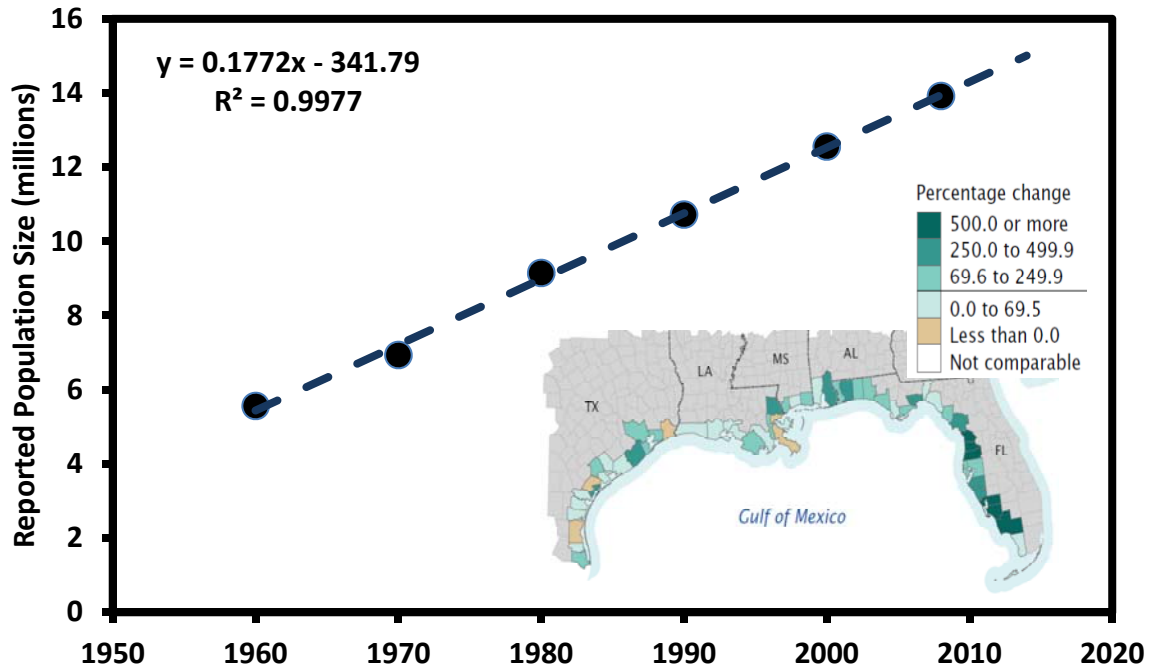 Reported Population Size (millions)
16
14
12
10
8
6
4
2
0
y = 0.1772x - 341.79
R² = 0.9977
Percentage change
500.0 or more
250.0 to 499.9
69.6 to 249.9
0.0 to 69.5
Less than 0.0
Not comparable
TX
LA
MS
AL
FL
Gulf of Mexico
1950 1960 1970 1980 1990 2000 2010 2020